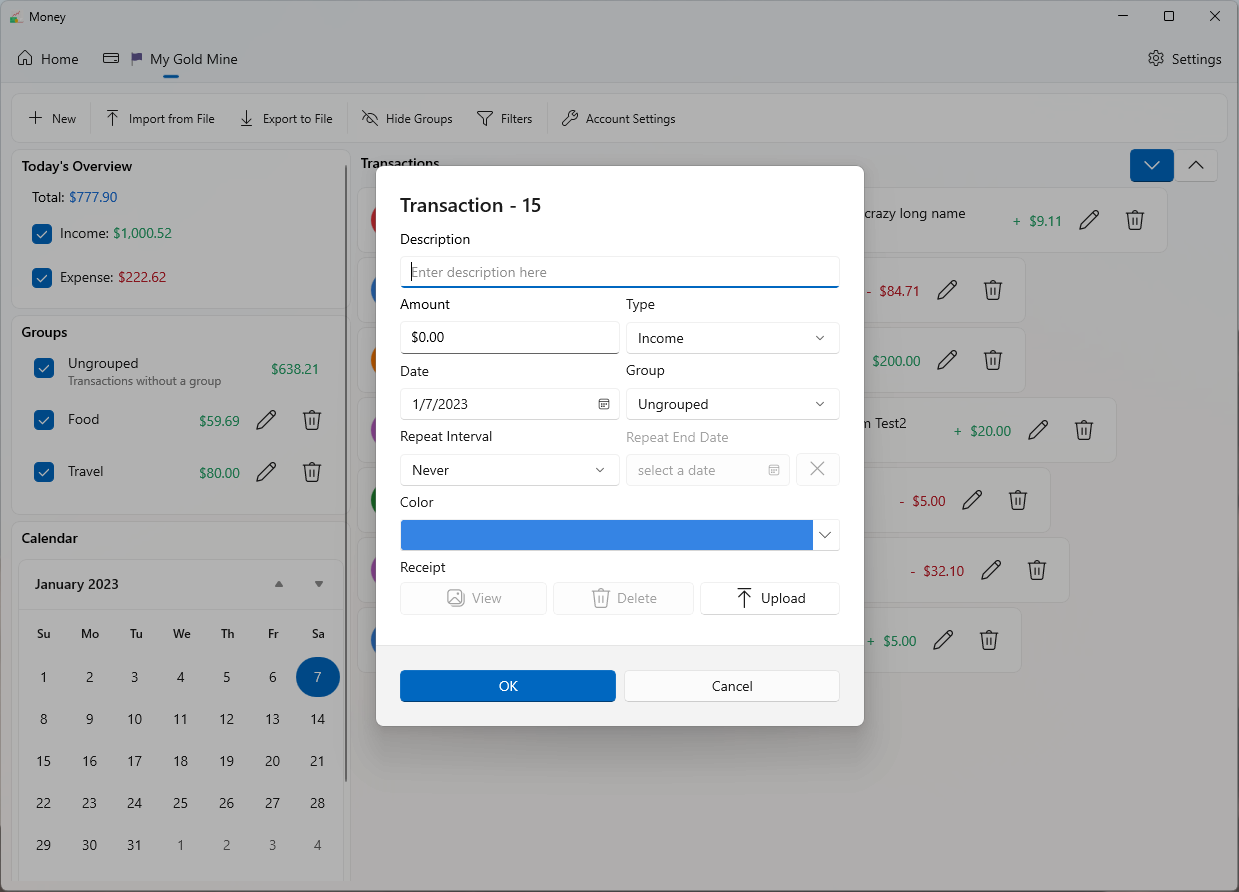 Money
Home
My Gold Mine
Settings
New
Import from File
Export to File
Hide Groups
Filters
Account Settings
Today's Overview
Total: $777.90
Income: $1,000.52
Expense: $222.62
Groups
Ungrouped
Transactions without a group
$638.21
Food
$59.69
Travel
$80.00
Calendar
January 2023
Su Mo Tu We Th Fr Sa
1 2 3 4 5 6 7
8 9 10 11 12 13 14
15 16 17 18 19 20 21
22 23 24 25 26 27 28
29 30 31 1 2 3 4
Transactions
crazy long name
+ $9.11
- $84.71
$200.00
Test2
+ $20.00
- $5.00
- $32.10
+ $5.00
Transaction - 15
Description
Enter description here
Amount
Type
$0.00
Income
Date
Group
1/7/2023
Ungrouped
Repeat Interval
Repeat End Date
Never
select a date
Color
Receipt
View
Delete
Upload
OK
Cancel